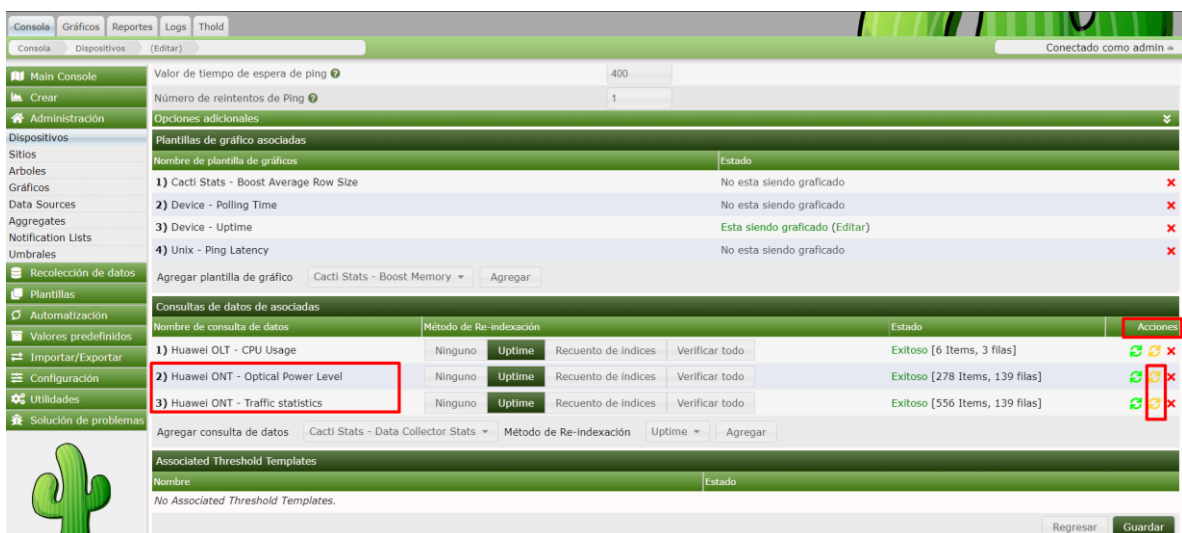 Consola Gráficos Reportes Logs Thold
Consola Dispositivos (Editar) Conectado como admin
Main Console
Crear
Administración
Dispositivos
Sitios
Arboles
Gráficos
Data Sources
Aggregates
Notification Lists
Umbrales
Recolección de datos
Plantillas
Automatización
Valores predefinidos
Importar/Exportar
Configuración
Utilidades
Solución de problemas
Valor de tiempo de espera de ping 400
Número de reintentos de Ping 1
Opciones adicionales
Plantillas de gráfico asociadas
Nombre de plantilla de gráficos Estado
1) Cacti Stats - Boost Average Row Size No esta siendo graficado
2) Device - Polling Time No esta siendo graficado
3) Device - Uptime Esta siendo graficado (Editar)
4) Unix - Ping Latency No esta siendo graficado
Agregar plantilla de gráfico Cacti Stats - Boost Memory Agregar
Consultas de datos de asociadas
Nombre de consulta de datos Método de Re-indexación Estado Acciones
1) Huawei OLT - CPU Usage Ninguno Uptime Recuento de índices Verificar todo Exitoso [6 Items, 3 filas]
2) Huawei ONT - Optical Power Level Ninguno Uptime Recuento de índices Verificar todo Exitoso [278 Items, 139 filas]
3) Huawei ONT - Traffic statistics Ninguno Uptime Recuento de índices Verificar todo Exitoso [556 Items, 139 filas]
Agregar consulta de datos Cacti Stats - Data Collector Stats Método de Re-indexación Uptime Agregar
Associated Threshold Templates
Nombre Estado
No Associated Threshold Templates.
Regresar Guardar